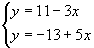 y = 11 − 3x
y = −13 + 5x